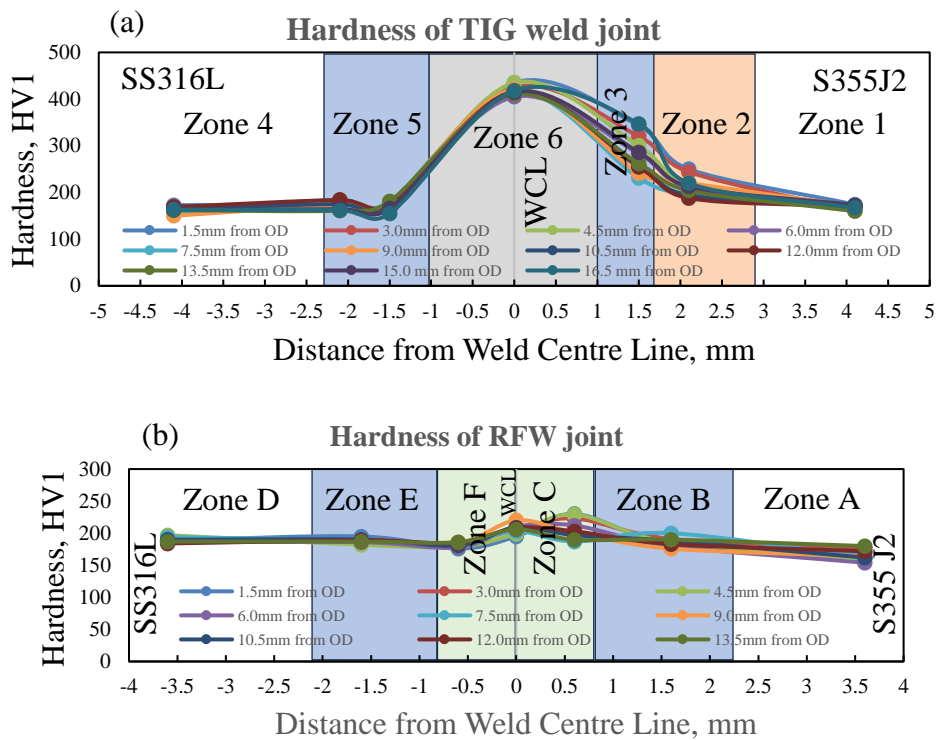 (a)
Hardness of TIG weld joint
Hardness, HV1
500
400
300
200
100
0
SS316L
S355J2
Zone 4
Zone 5
Zone 6
WCL
Zone 3
Zone 2
Zone 1
1.5mm from OD
3.0mm from OD
4.5mm from OD
6.0mm from OD
7.5mm from OD
9.0mm from OD
10.5mm from OD
12.0mm from OD
13.5mm from OD
15.0 mm from OD
16.5 mm from OD
-5 -4.5 -4 -3.5 -3 -2.5 -2 -1.5 -1 -0.5 0 0.5 1 1.5 2 2.5 3 3.5 4 4.5 5
Distance from Weld Centre Line, mm
(b)
Hardness of RFW joint
Hardness, HV1
300
250
200
150
100
50
0
Zone D
Zone E
Zone F
WCL
Zone C
Zone B
Zone A
SS316L
S355 J2
1.5mm from OD
3.0mm from OD
4.5mm from OD
6.0mm from OD
7.5mm from OD
9.0mm from OD
10.5mm from OD
12.0mm from OD
13.5mm from OD
-4 -3.5 -3 -2.5 -2 -1.5 -1 -0.5 0 0.5 1 1.5 2 2.5 3 3.5 4
Distance from Weld Centre Line, mm